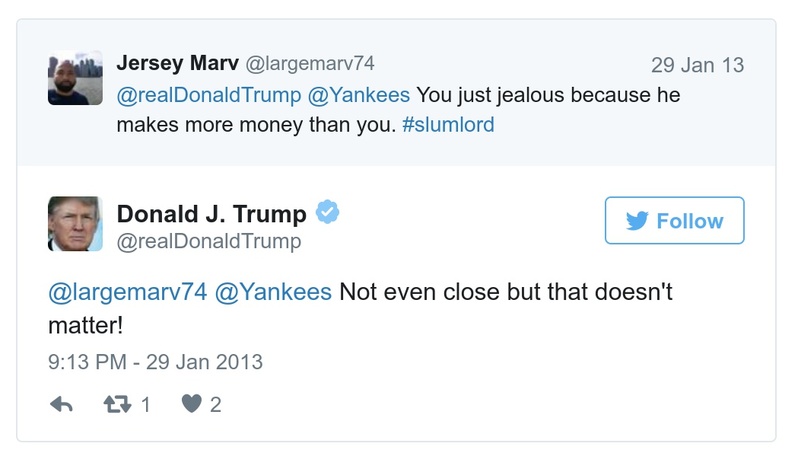 Jersey Marv @largemarv74 29 Jan 13
@realDonaldTrump @Yankees You just jealous because he
makes more money than you. #slumlord
Donald J. Trump
@realDonaldTrump
Follow
@largemarv74 @Yankees Not even close but that doesn't
matter!
9:13 PM - 29 Jan 2013
1 2